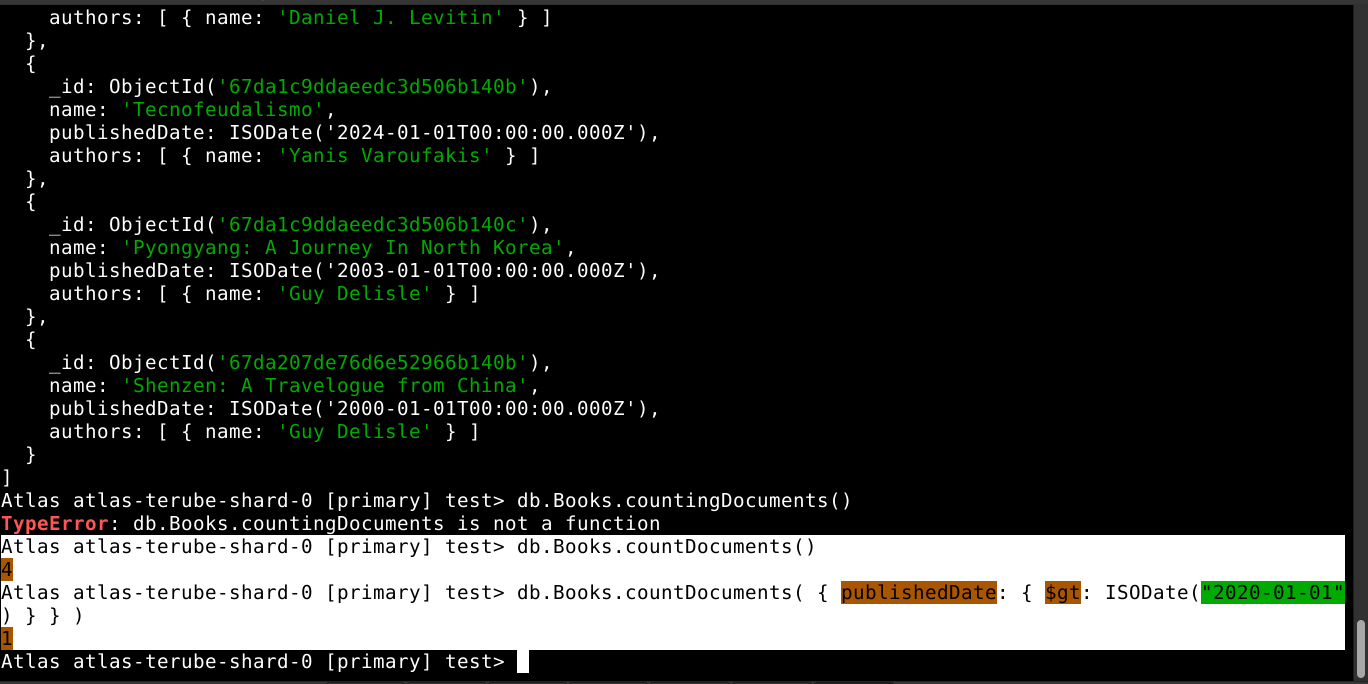 authors: [ { name: 'Daniel J. Levitin' } ]
},
{
_id: ObjectId('67da1c9ddaeedc3d506b140b'),
name: 'Tecnofeudalismo',
publishedDate: ISODate('2024-01-01T00:00:00.000Z'),
authors: [ { name: 'Yanis Varoufakis' } ]
},
{
_id: ObjectId('67da1c9ddaeedc3d506b140c'),
name: 'Pyongyang: A Journey In North Korea',
publishedDate: ISODate('2003-01-01T00:00:00.000Z'),
authors: [ { name: 'Guy Delisle' } ]
},
{
_id: ObjectId('67da207de76d6e52966b140b'),
name: 'Shenzen: A Travelogue from China',
publishedDate: ISODate('2000-01-01T00:00:00.000Z'),
authors: [ { name: 'Guy Delisle' } ]
}
]
Atlas atlas-terube-shard-0 [primary] test> db.Books.countingDocuments()
TypeError: db.Books.countingDocuments is not a function
Atlas atlas-terube-shard-0 [primary] test> db.Books.countDocuments()
4
Atlas atlas-terube-shard-0 [primary] test> db.Books.countDocuments( { publishedDate: { $gt: ISODate("2020-01-01"
) } } )
1
Atlas atlas-terube-shard-0 [primary] test>